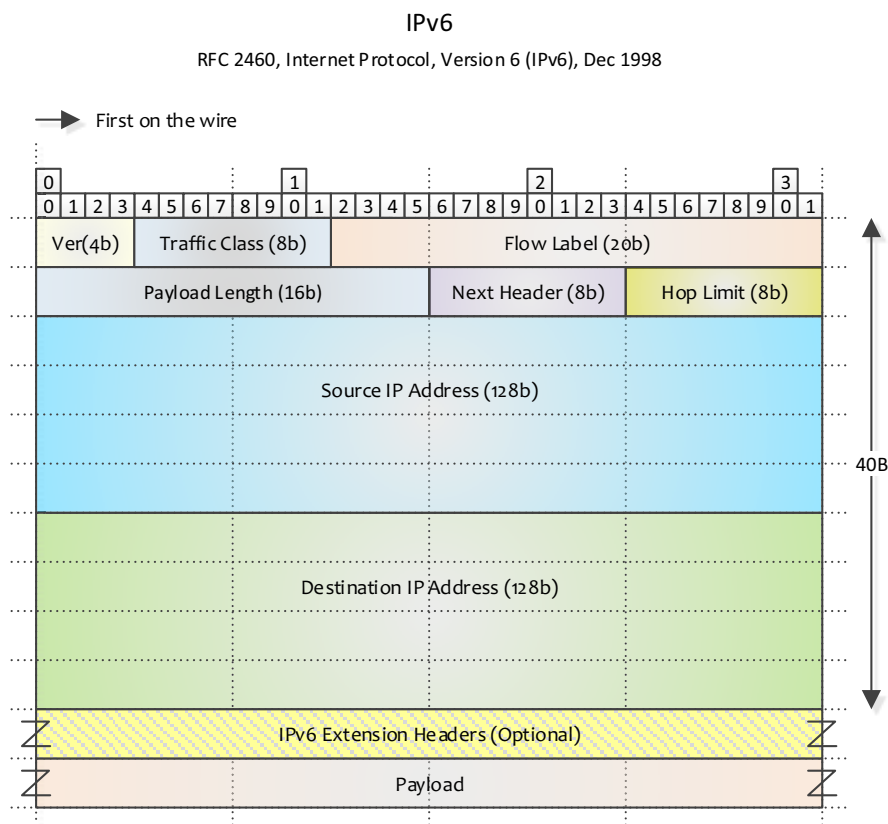 IPv6
RFC 2460, Internet Protocol, Version 6 (IPv6), Dec 1998
First on the wire
0 1 2 3
0 1 2 3 4 5 6 7 8 9 0 1 2 3 4 5 6 7 8 9 0 1 2 3 4 5 6 7 8 9 0 1
Ver(4b) Traffic Class (8b) Flow Label (20b)
Payload Length (16b) Next Header (8b) Hop Limit (8b)
Source IP Address (128b)
40B
Destination IP Address (128b)
IPv6 Extension Headers (Optional)
Payload